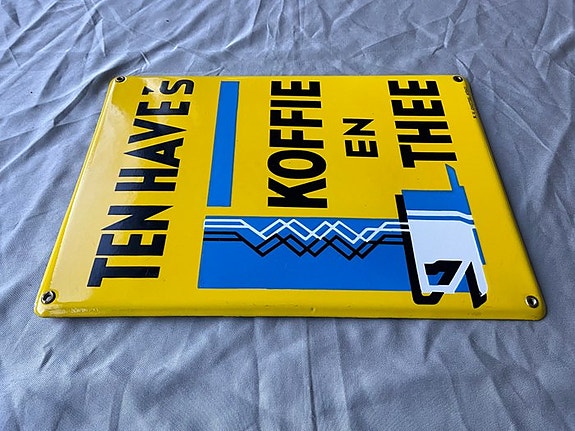 TEN HAVE'S
KOFFIE
EN
THEE